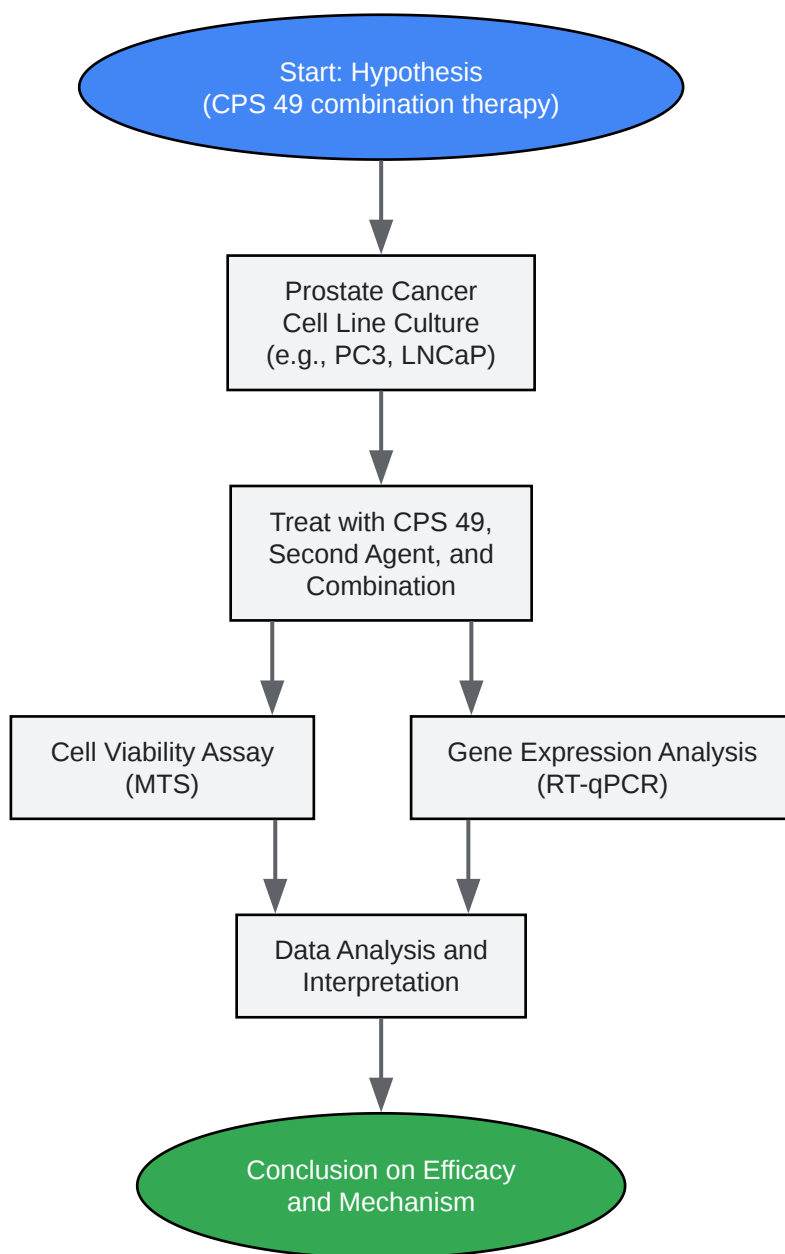 Start: Hypothesis
(CPS 49 combination therapy)
Prostate Cancer
Cell Line Culture
(e.g., PC3, LNCaP)
Treat with CPS 49,
Second Agent, and
Combination
Cell Viability Assay
(MTS)
Gene Expression Analysis
(RT-qPCR)
Data Analysis and
Interpretation
Conclusion on Efficacy
and Mechanism